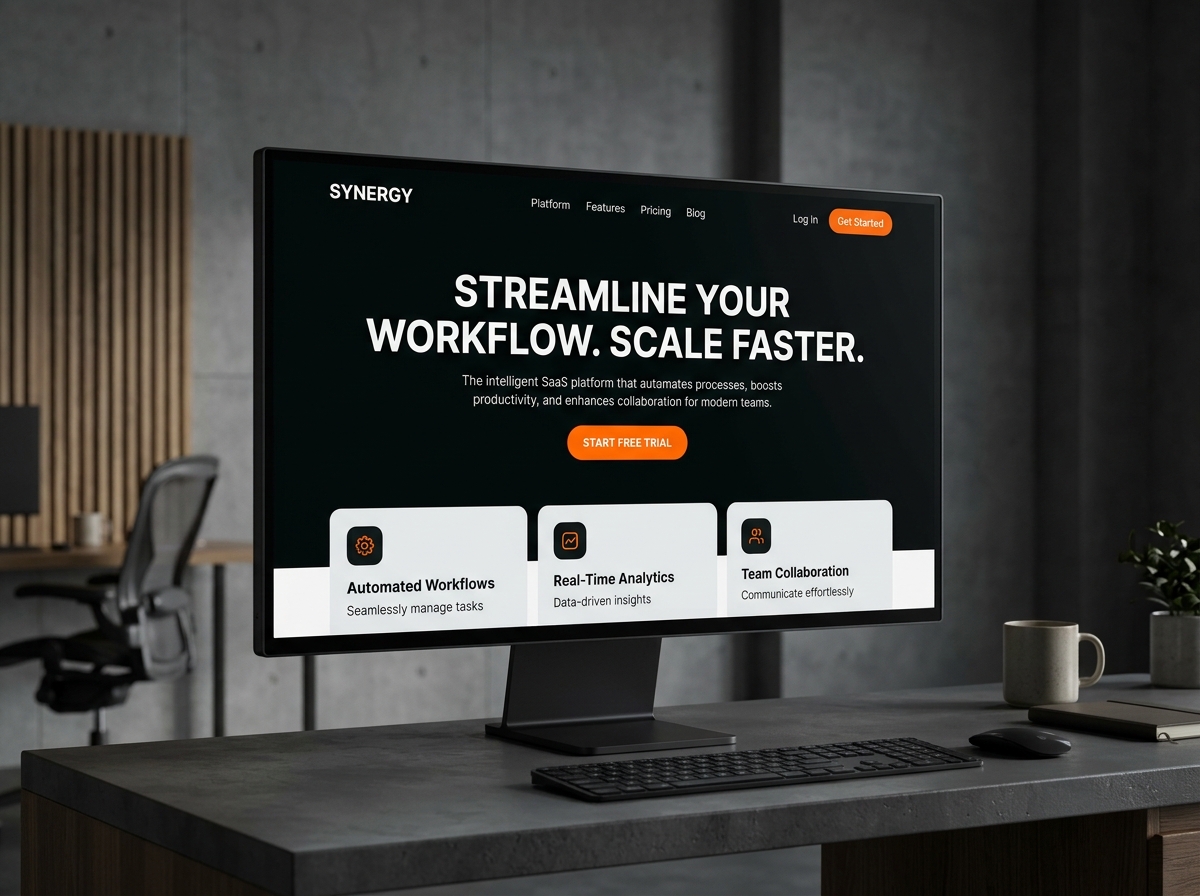 SYNERGY
Platform Features Pricing Blog
Log In Get Started
STREAMLINE YOUR
WORKFLOW. SCALE FASTER.
The intelligent SaaS platform that automates processes, boosts
productivity, and enhances collaboration for modern teams.
START FREE TRIAL
Automated Workflows
Seamlessly manage tasks
Real-Time Analytics
Data-driven insights
Team Collaboration
Communicate effortlessly